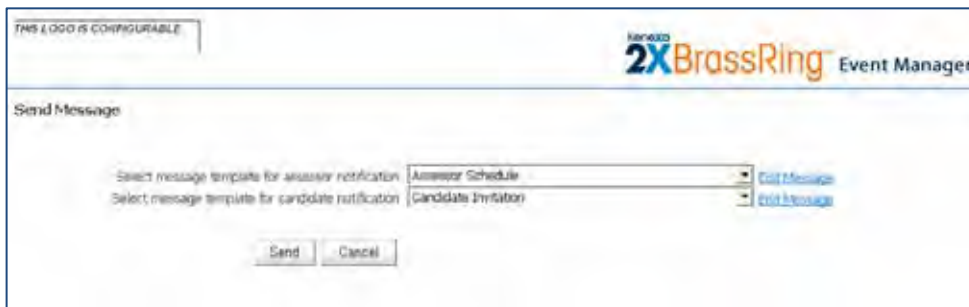 THIS LOGO IS CONFIGURABLE
Kenexa
2XBrassRing Event Manager
Send Message
Select message template for assessor notification Assessor Schedule Edit Message
Select message template for candidate notification Candidate Invitation Edit Message
Send Cancel